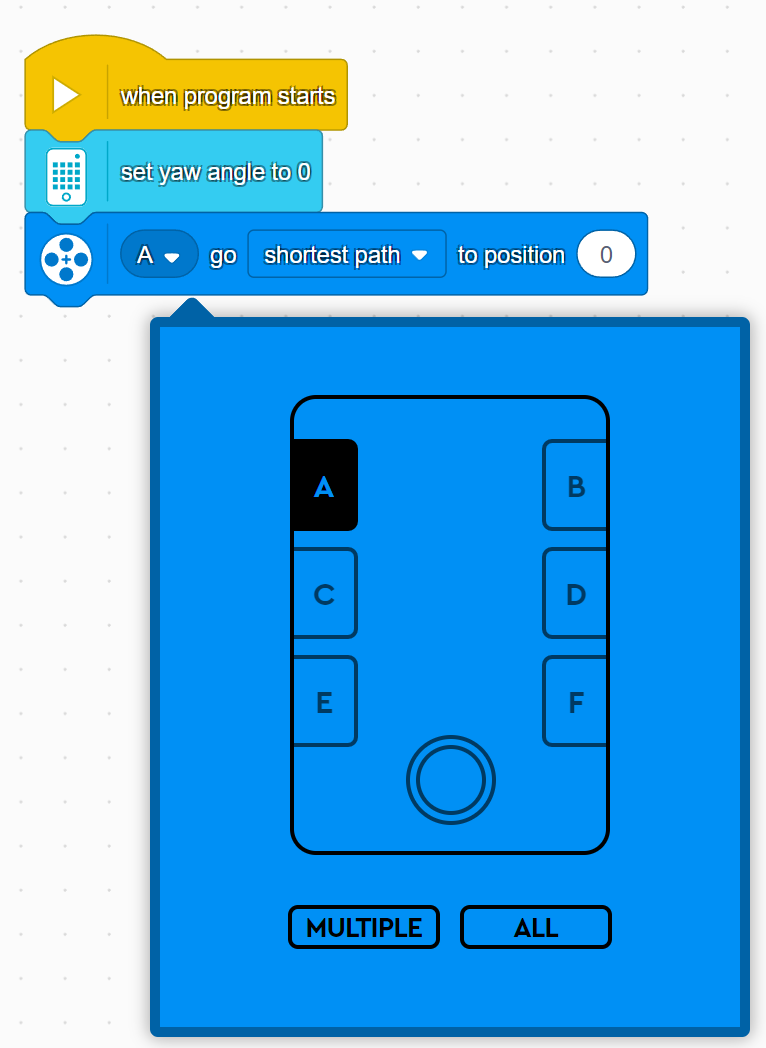 when program starts
set yaw angle to 0
A go shortest path to position 0
A B
C D
E F
MULTIPLE ALL